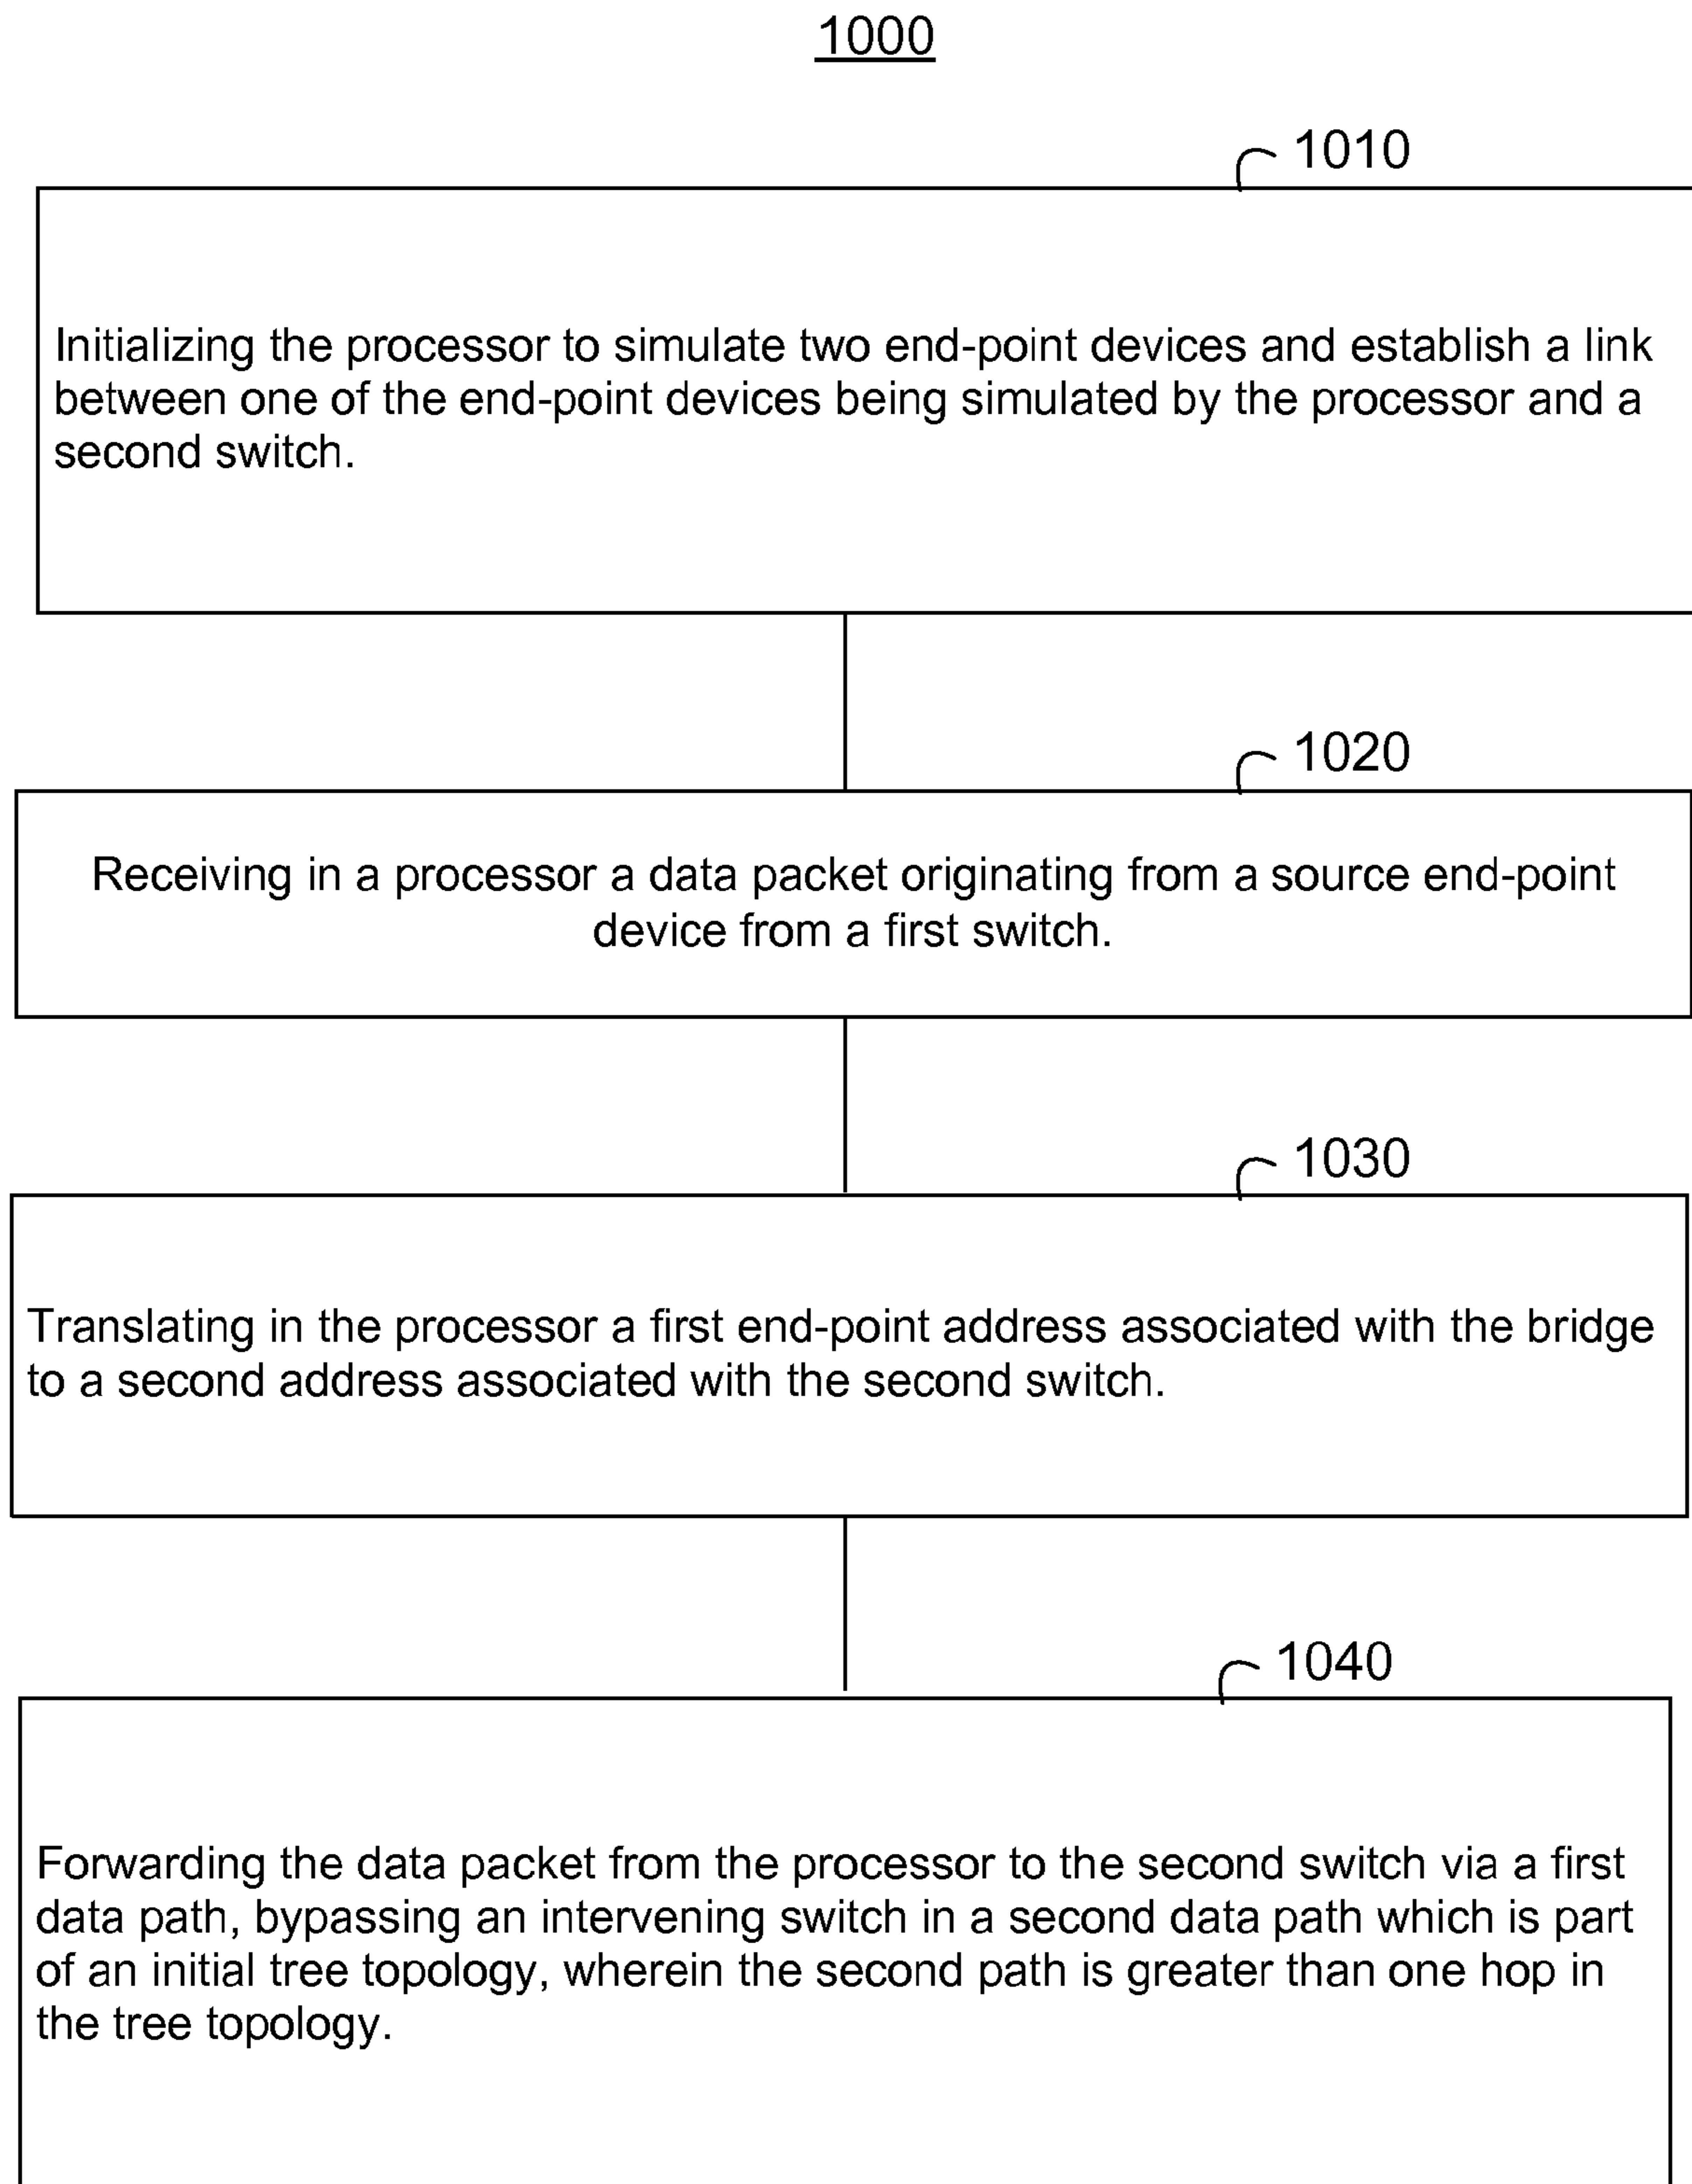 1000
1010
Initializing the processor to simulate two end-point devices and establish a link
between one of the end-point devices being simulated by the processor and a
second switch.
1020
Receiving in a processor a data packet originating from a source end-point
device from a first switch.
1030
Translating in the processor a first end-point address associated with the bridge
to a second address associated with the second switch.
1040
Forwarding the data packet from the processor to the second switch via a first
data path, bypassing an intervening switch in a second data path which is part
of an initial tree topology, wherein the second path is greater than one hop in
the tree topology.